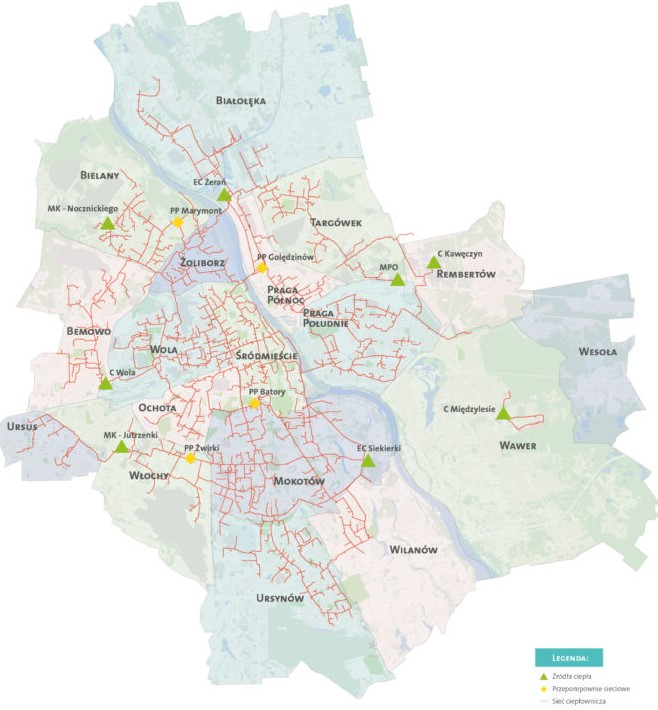 BIAŁOŁĘKA
BIELANY
EC Żerań
MK - Nocznickiego
PP Marymont
TARGÓWEK
ŻOLIBORZ
PP Golędzinów
C Kawęczyn
MPO
REMBERTÓW
PRAGA
PÓŁNOC
PRAGA
POŁUDNIE
BEMOWO
WOLA
ŚRÓDMIEŚCIE
WESOŁA
C Wola
PP Batory
OCHOTA
C Międzylesie
URSUS
MK - Jutrzenki
PP Żwirki
EC Siekierki
WAWER
WŁOCHY
MOKOTÓW
WILANÓW
URSYNÓW
LEGENDA:
Źródła ciepła
Przepompownie sieciowe
Sieć ciepłownicza